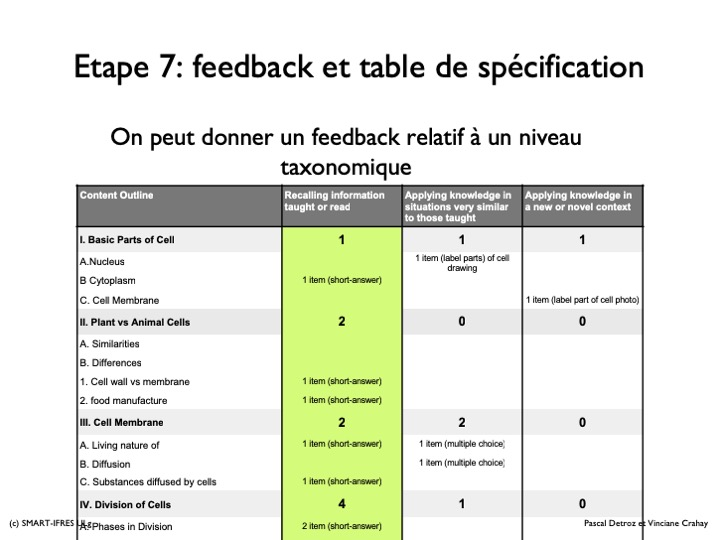 Etape 7: feedback et table de spécification
On peut donner un feedback relatif à un niveau
taxonomique
Content Outline
Recalling information
taught or read
Applying knowledge in
situations very similar
to those taught
Applying knowledge in
a new or novel context
I. Basic Parts of Cell 1 1 1
A.Nucleus
1 item (label parts) of cell
drawing
B Cytoplasm 1 item (short-answer)
C. Cell Membrane 1 item (label part of cell photo)
II. Plant vs Animal Cells 2 0 0
A. Similarities
B. Differences
1. Cell wall vs membrane 1 item (short-answer)
2. food manufacture 1 item (short-answer)
III. Cell Membrane 2 2 0
A. Living nature of 1 item (short-answer) 1 item (multiple choice)
B. Diffusion 1 item (multiple choice)
C. Substances diffused by cells 1 item (short-answer)
IV. Division of Cells 4 1 0
A. Phases in Division 2 item (short-answer)
(c) SMART-IFRES
Pascal Detroz et Vinciane Crahay